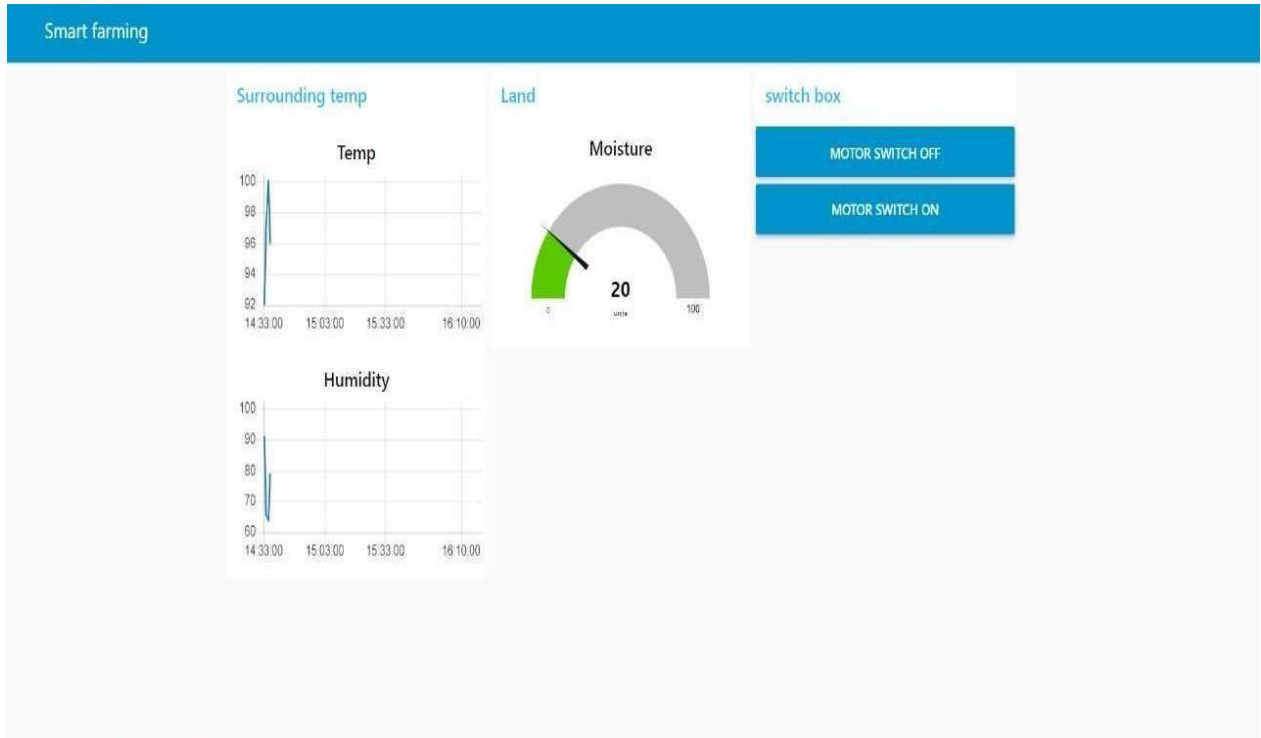 Smart farming
Surrounding temp
Temp
100
98
96
94
92
14:33:00 15:03:00 15:33:00 16:10:00
Humidity
100
90
80
70
60
14:33:00 15:03:00 15:33:00 16:10:00
Land
Moisture
20
units
0 100
switch box
MOTOR SWITCH OFF
MOTOR SWITCH ON